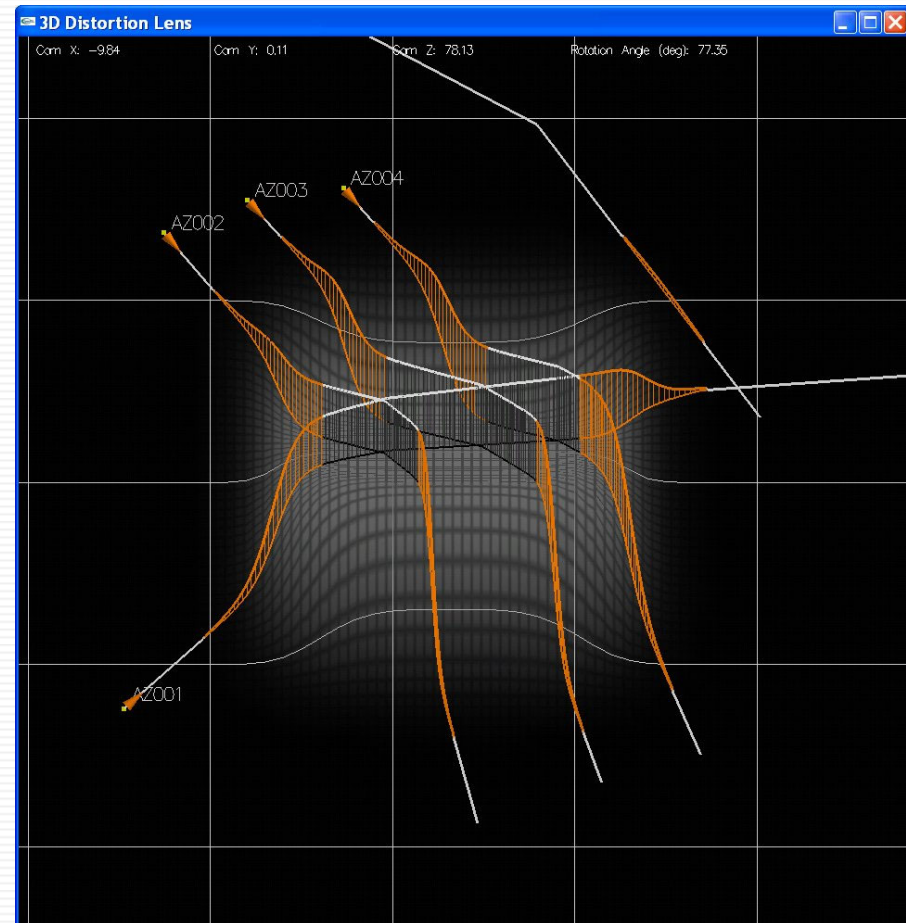 3D Distortion Lens
Cam X: -9.84 Cam Y: 0.11 Cam Z: 78.13 Rotation Angle (deg): 77.35
AZ004
AZ003
AZ002
AZ001